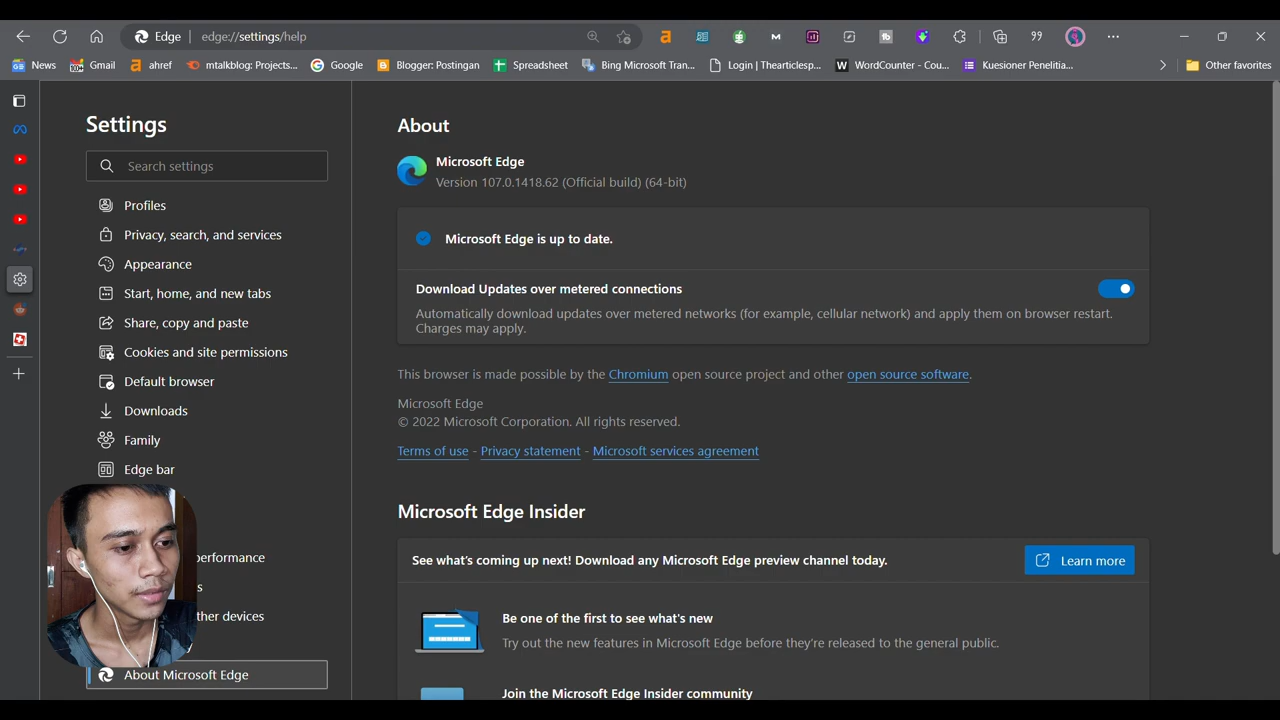 Edge
edge://settings/help
News
Gmail
ahref
mtalkblog: Projects...
Google
Blogger: Postingan
Spreadsheet
Bing Microsoft Tran...
Login | Thearticlesp...
WordCounter - Cou...
Kuesioner Penelitia...
Other favorites
Settings
Search settings
Profiles
Privacy, search, and services
Appearance
Start, home, and new tabs
Share, copy and paste
Cookies and site permissions
Default browser
Downloads
Family
Edge bar
performance
s
ther devices
About Microsoft Edge
About
Microsoft Edge
Version 107.0.1418.62 (Official build) (64-bit)
Microsoft Edge is up to date.
Download Updates over metered connections
Automatically download updates over metered networks (for example, cellular network) and apply them on browser restart.
Charges may apply.
This browser is made possible by the Chromium open source project and other open source software.
Microsoft Edge
© 2022 Microsoft Corporation. All rights reserved.
Terms of use - Privacy statement - Microsoft services agreement
Microsoft Edge Insider
See what's coming up next! Download any Microsoft Edge preview channel today.
Learn more
Be one of the first to see what's new
Try out the new features in Microsoft Edge before they're released to the general public.
Join the Microsoft Edge Insider community